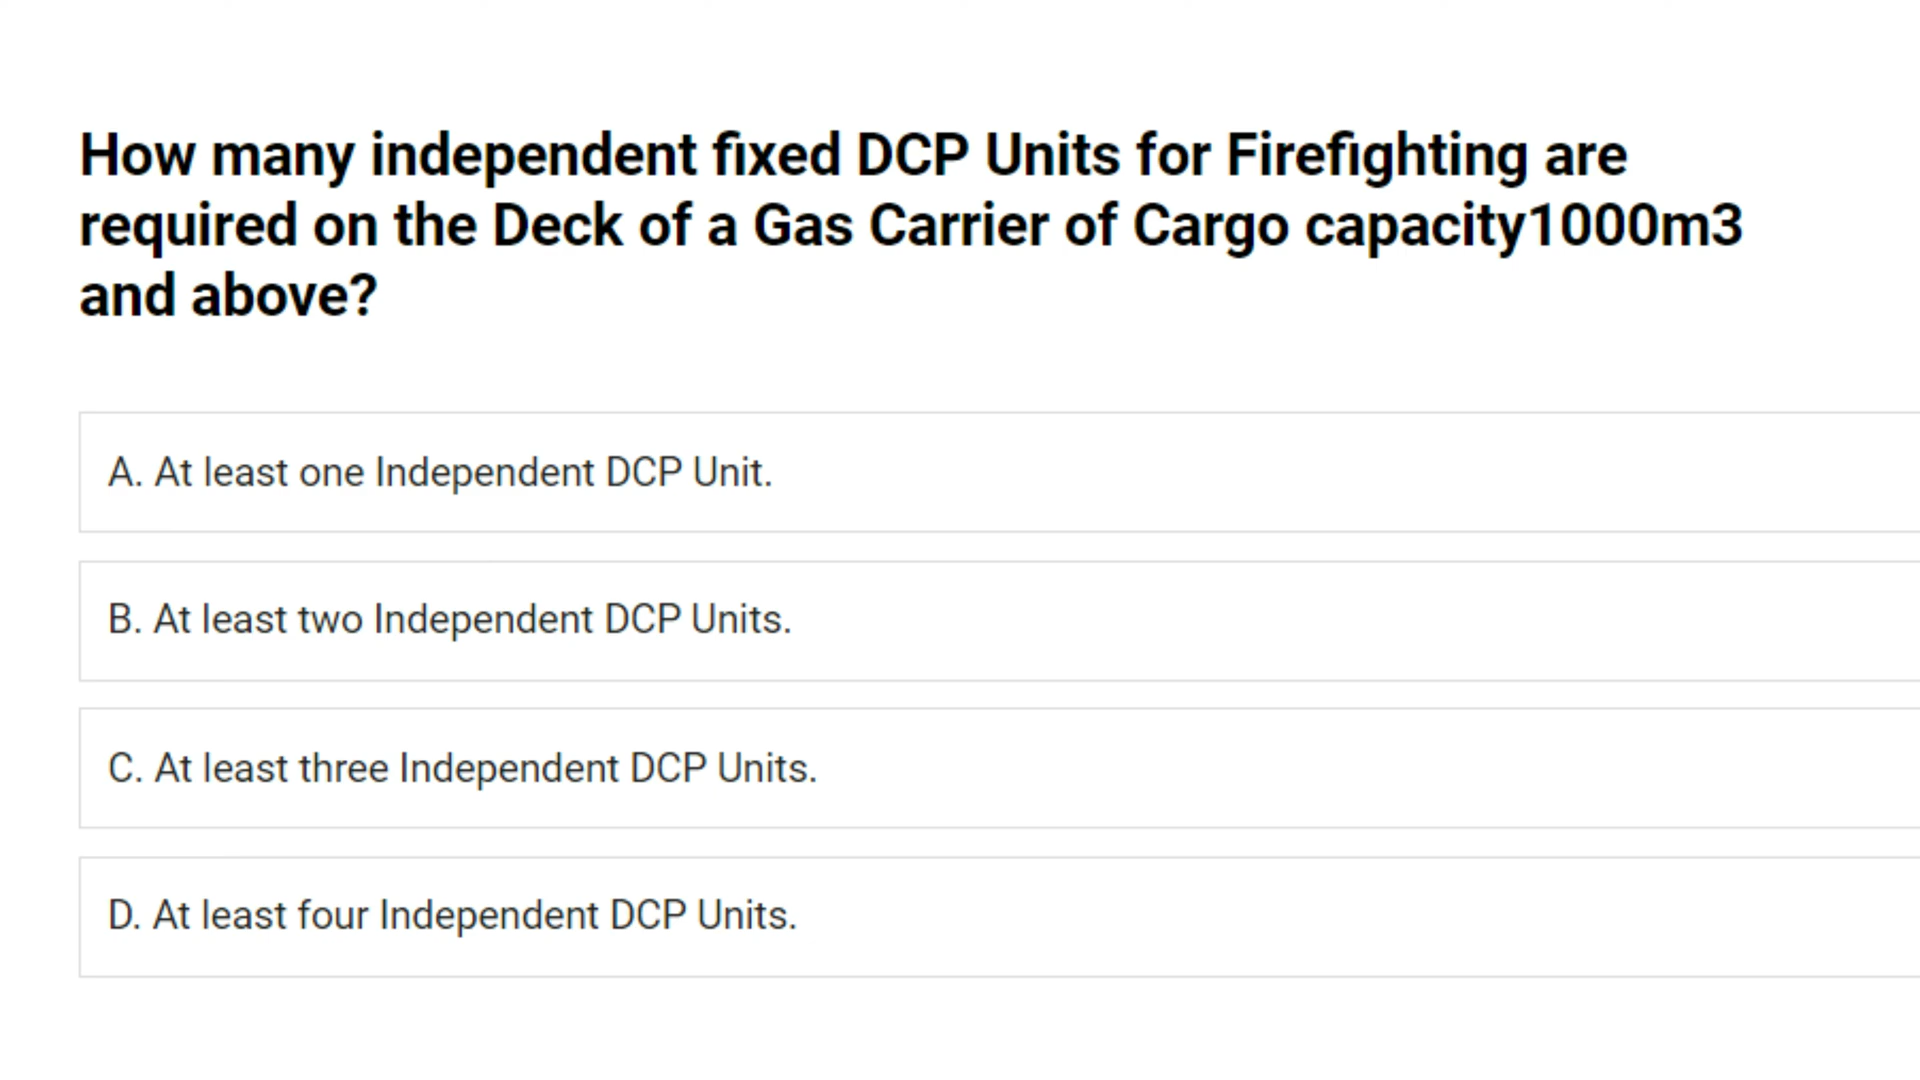 How many independent fixed DCP Units for Firefighting are
required on the Deck of a Gas Carrier of Cargo capacity1000m3
and above?
A. At least one Independent DCP Unit.
B. At least two Independent DCP Units.
C. At least three Independent DCP Units.
D. At least four Independent DCP Units.